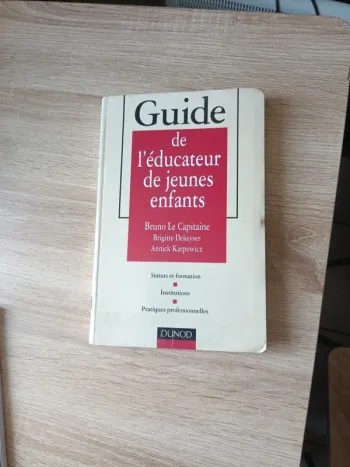 Guide
de
l'éducateur
de jeunes
enfants
Bruno Le Capitaine
Brigitte Dekeyser
Annick Karpowicz
Statuts et formation
Institutions
Pratiques professionnelles
DUNOD